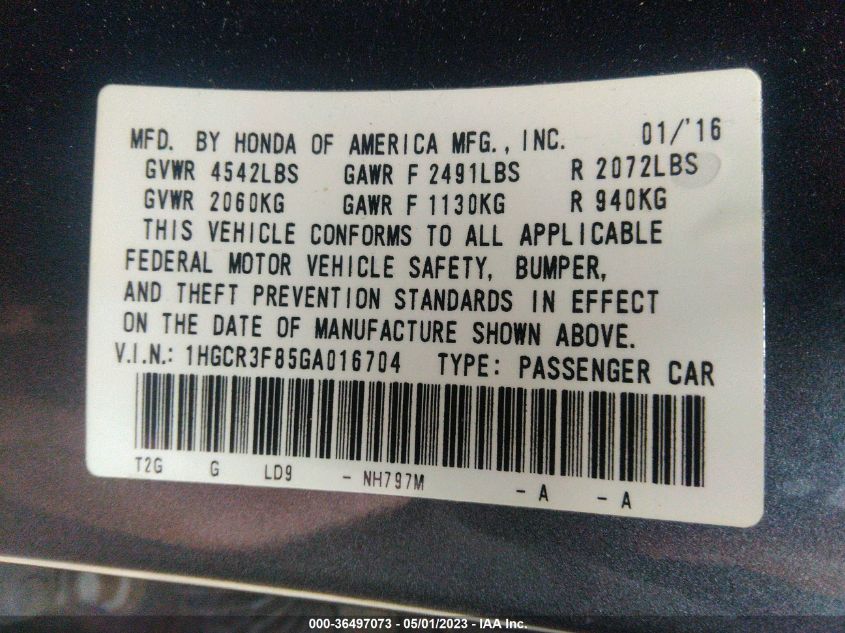 MFD. BY HONDA OF AMERICA MFG., INC. 01/'16
GVWR 4542LBS GAWR F 2491LBS R 2072LBS
GVWR 2060KG GAWR F 1130KG R 940KG
THIS VEHICLE CONFORMS TO ALL APPLICABLE
FEDERAL MOTOR VEHICLE SAFETY, BUMPER,
AND THEFT PREVENTION STANDARDS IN EFFECT
ON THE DATE OF MANUFACTURE SHOWN ABOVE.
V.I.N.: 1HGCR3F85GA016704 TYPE: PASSENGER CAR
T2G G LD9 - NH797M - A - A
000-36497073 - 05/01/2023 - IAA Inc.